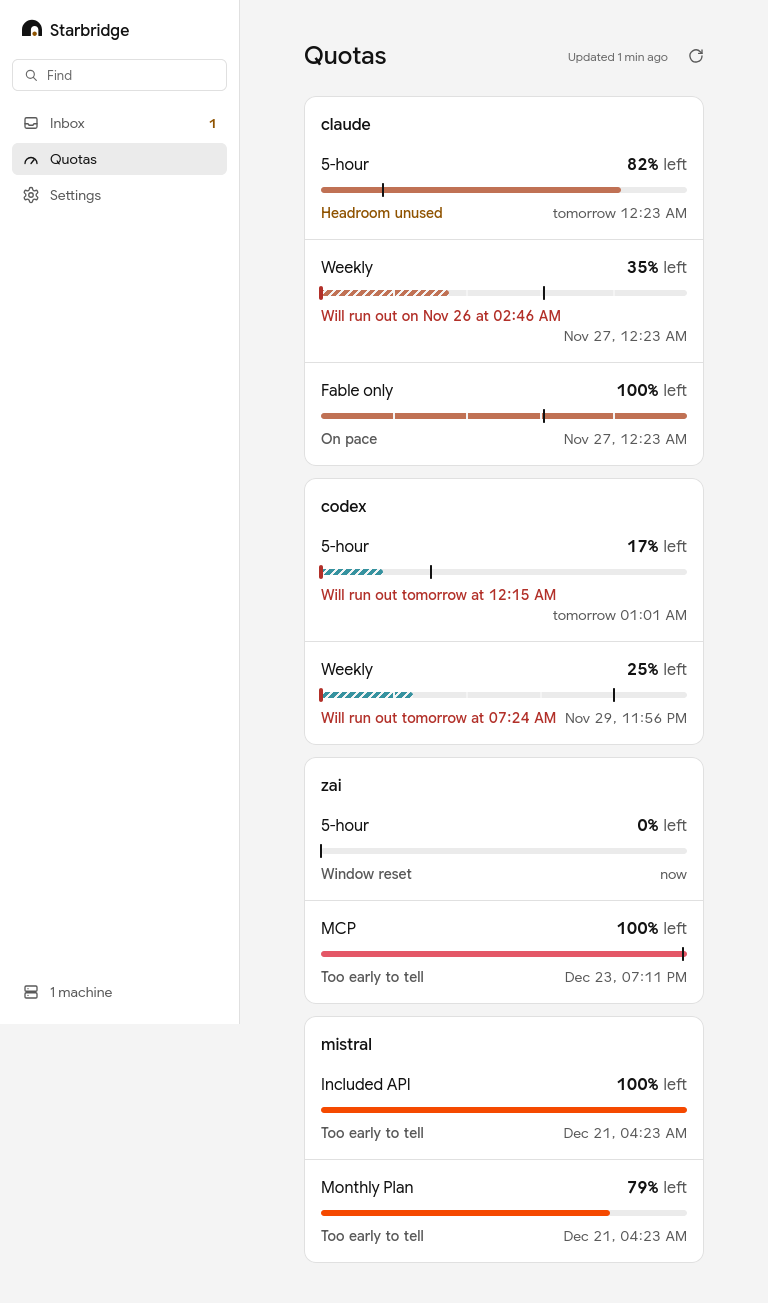 Starbridge
Find
Inbox 1
Quotas
Settings
1 machine
Quotas
Updated 1 min ago
claude
5-hour 82% left
Headroom unused tomorrow 12:23 AM
Weekly 35% left
Will run out on Nov 26 at 02:46 AM
Nov 27, 12:23 AM
Fable only 100% left
On pace Nov 27, 12:23 AM
codex
5-hour 17% left
Will run out tomorrow at 12:15 AM
tomorrow 01:01 AM
Weekly 25% left
Will run out tomorrow at 07:24 AM Nov 29, 11:56 PM
zai
5-hour 0% left
Window reset now
MCP 100% left
Too early to tell Dec 23, 07:11 PM
mistral
Included API 100% left
Too early to tell Dec 21, 04:23 AM
Monthly Plan 79% left
Too early to tell Dec 21, 04:23 AM